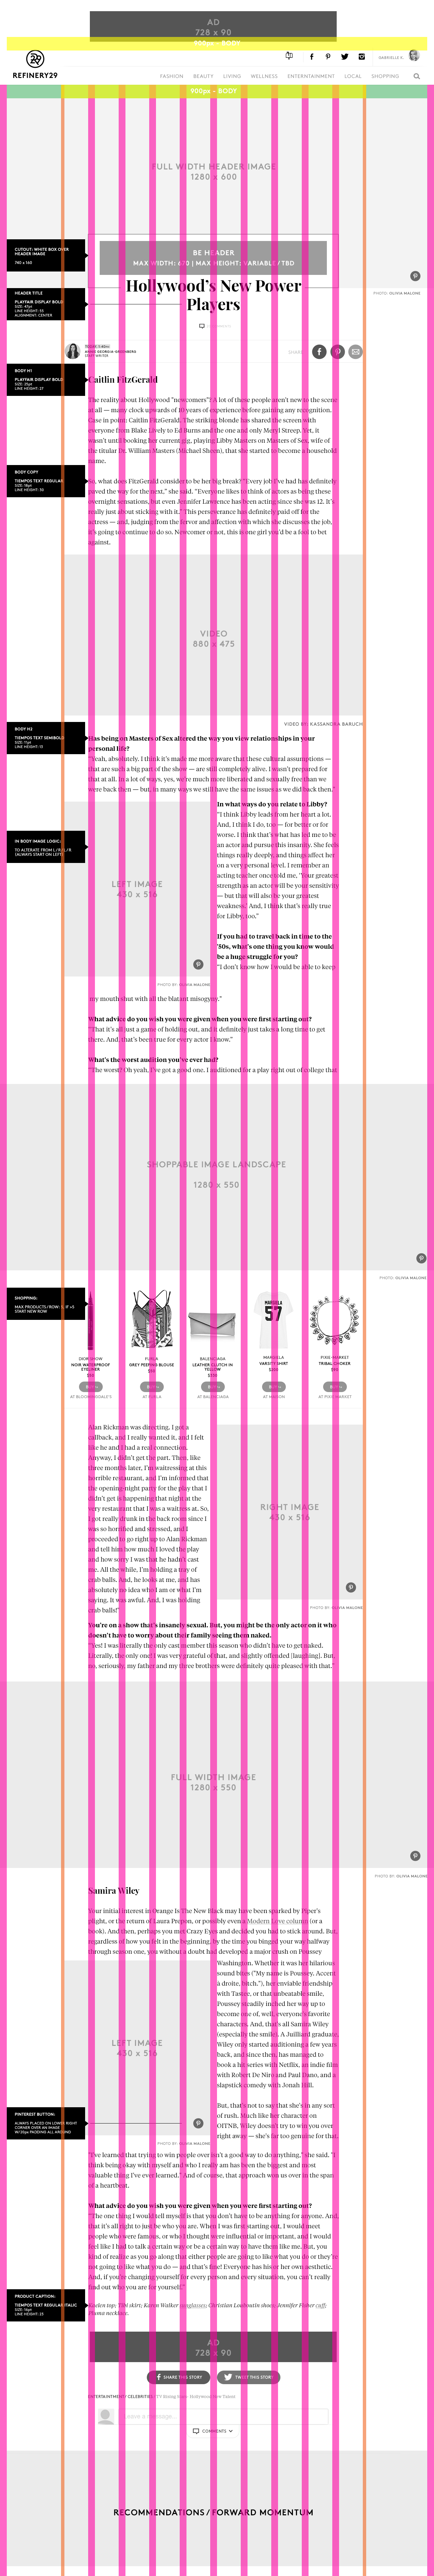 AD
728 x 90
900px - BODY
REFINERY29
GABRIELLE K
FASHION BEAUTY LIVING WELLNESS ENTERTAINMENT LOCAL SHOPPING
900px - BODY
FULL WIDTH HEADER IMAGE
1280 x 600
CUTOUT: WHITE BOX OVER
HEADER IMAGE
740 x 160
BE HEADER
MAX WIDTH: 670 | MAX HEIGHT: VARIABLE / TBD
HEADER TITLE
PLAYFAIR DISPLAY BOLD
ALIGNMENT: CENTER
Hollywood's New Power
Players
PHOTO: OLIVIA MALONE
SHARE
BODY H1
PLAYFAIR DISPLAY BOLD
LINE HEIGHT: 27
Caitlin FitzGerald
The reality about Hollywood "newcomers"? A lot of these people aren't new to the scene
at all — many clock upwards of 10 years of experience before gaining any recognition.
Case in point: Caitlin FitzGerald. The striking blonde has shared the screen with
everyone from Blake Lively to Ed Burns and the one and only Meryl Streep. Yet, it
wasn't until booking her current gig, playing Libby Masters on Masters of Sex, wife of
the titular Dr. William Masters (Michael Sheen), that she started to become a household
name.
BODY COPY
TIEMPOS TEXT REGULAR
LINE HEIGHT: 30
So, what does FitzGerald consider to be her big break? "Every job I've had has definitely
paved the way for the next," she said. "Everyone likes to think of actors as being these
overnight sensations, but even Jennifer Lawrence has been acting since she was 12. It's
really just about sticking with it." This perseverance has definitely paid off for the
actress — and, judging from the fervor and affection with which she discusses the job,
it's going to continue to do so. Newcomer or not, this is one girl you'd be a fool to bet
against.
VIDEO
880 x 475
VIDEO BY: KASSANDRA BARUCH
BODY H2
TIEMPOS TEXT SEMIBOLD
Has being on Masters of Sex altered the way you view relationships in your
personal life?
"Yeah, absolutely. I think it's made me more aware that these cultural assumptions —
that are such a big part of the show — are still completely alive. I wasn't prepared for
that at all. In a lot of ways, yes, we're much more liberated and sexually free than we
were back then — but, in many ways we still have the same issues as we did back then."
IN BODY IMAGE LOGIC:
TO ALTERATE FROM L / R / L / R
(ALWAYS START ON LEFT)
LEFT IMAGE
430 x 516
PHOTO BY: OLIVIA MALONE
In what ways do you relate to Libby?
"I think Libby leads from her heart a lot.
And, I think I do, too — for better or for
worse, I think that's what has led me to be
an actor and pursue this insanity. She feels
things really deeply, and things affect her
on a very personal level. I remember an
acting teacher once told me, 'Your greatest
strength as an actor will be your sensitivity
— but that will also be your greatest
weakness.' And, I think that's really true
for Libby, too."
If you had to travel back in time to the
'50s, what's one thing you know would
be a huge struggle for you?
"I don't know how I would be able to keep
my mouth shut with all the blatant misogyny."
What advice do you wish you were given when you were first starting out?
"That it's all just a game of holding out, and it definitely just takes a long time to get
there. And, that's been true for every actor I know."
What's the worst audition you've ever had?
"The worst? Oh yeah, I've got a good one. I auditioned for a play right out of college that
SHOPPABLE IMAGE LANDSCAPE
1280 x 550
PHOTO: OLIVIA MALONE
SHOPPING:
MAX PRODUCTS / ROW: 5. IF +5
START NEW ROW
57
NOIR WATERPROOF
EYELINER
AT BLOOMINGDALE'S
GREY PEEPING BLOUSE
BALENCIAGA
LEATHER CLUTCH IN
YELLOW
AT BALENCIAGA
VARSITY SHIRT
PIXIE MARKET
TRIBAL CHOKER
AT PIXIE MARKET
Alan Rickman was directing. I got a
callback, and I really wanted it, and I felt
like he and I had a real connection.
Anyway, I didn't get the part. Then, like
three months later, I'm waitressing at this
horrible restaurant, and I'm informed that
the opening-night party for the play that I
didn't get is happening that night at the
very restaurant that I was a waitress at. So,
I got really drunk in the back room since I
was so horrified and stressed, and I
proceeded to go right up to Alan Rickman
and tell him how much I loved the play
and how sorry I was that he hadn't cast
me. All the while, I'm holding a tray of
crab balls. And, he looks at me, and has
absolutely no idea who I am or what I'm
saying. It was awful. And, I was holding
crab balls!"
RIGHT IMAGE
430 x 516
PHOTO BY: OLIVIA MALONE
You're on a show that's insanely sexual. But, you might be the only actor on it who
doesn't have to worry about their family seeing them naked.
"Yes! I was literally the only cast member this season who didn't have to get naked.
Literally, the only one! I was very grateful of that, and slightly offended [laughing]. But,
no, seriously, my father and my three brothers were definitely quite pleased with that."
FULL WIDTH IMAGE
1280 x 550
PHOTO BY: OLIVIA MALONE
Samira Wiley
Your initial interest in Orange Is The New Black may have been sparked by Piper's
plight, or the return of Laura Prepon, or possibly even a Modern Love column (or a
book). And then, perhaps you met Crazy Eyes and decided you had to stick around. But,
regardless of how you felt in the beginning, by the time you binged your way halfway
through season one, you without a doubt had developed a major crush on Poussey
Washington. Whether it was her hilarious
sound bites ("My name is Poussey. Accent
à droite, bitch."), her enviable friendship
with Tastee, or that unbeatable smile,
Poussey steadily inched her way up to
become one of, well, everyone's favorite
characters. And, that's all Samira Wiley
(especially the smile). A Juilliard graduate,
Wiley only started auditioning a few years
back, and since then, has managed to
book a hit series with Netflix, an indie film
with Robert De Niro and Paul Dano, and a
slapstick comedy with Jonah Hill.
LEFT IMAGE
430 x 516
PINTEREST BUTTON:
ALWAYS PLACED ON LOWER RIGHT
CORNER OVER AN IMAGE
W/ 20px PADDING ALL AROUND
PHOTO BY: OLIVIA MALONE
But, that's not to say that she's in any sort
of rush. Much like her character on
OITNB, Wiley doesn't try to win you over
right away — she's far too genuine for that.
"I've learned that trying to win people over isn't a good way to do anything," she said. "I
think being okay with myself and who I really am has been the biggest and most
valuable thing I've ever learned." And of course, that approach won us over in the span
of a heartbeat.
What advice do you wish you were given when you were first starting out?
"The one thing I would tell myself is that you don't have to be anything for anyone. And,
that it's all right to just be who you are. When I was first starting out, I would meet
people who were famous, or who I thought were influential or important, and I would
feel like I had to talk a certain way or be a certain way to have them like me. But, you
kind of realize as you go along that either people are going to like what you do or they're
not going to like what you do — and that's fine! Everyone has his or her own aesthetic.
And, if you're changing yourself for every person and every situation, you can't really
find out who you are for yourself."
PRODUCT CAPTION:
TIEMPOS TEXT REGULAR ITALIC
LINE HEIGHT: 23
Kaelen top; Tibi skirt; Karen Walker sunglasses; Christian Louboutin shoes; Jennifer Fisher cuff;
Pluma necklace.
AD
728 x 90
SHARE THIS STORY TWEET THIS STORY
ENTERTAINMENT CELEBRITIES
Leave a message...
COMMENTS
RECOMMENDATIONS / FORWARD MOMENTUM